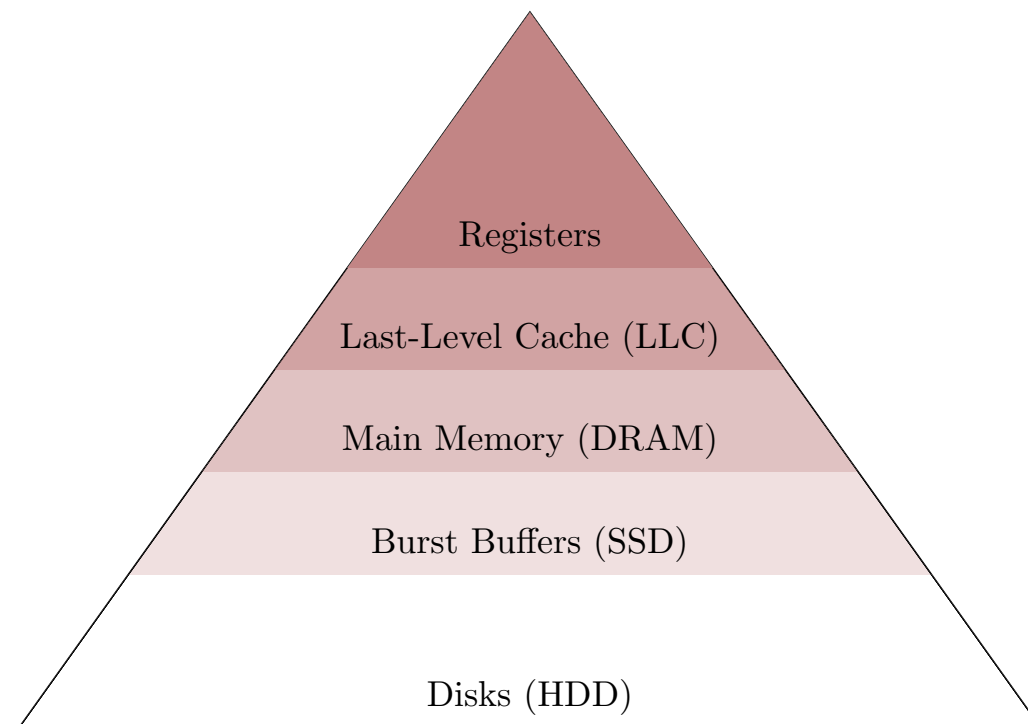 Registers
Last-Level Cache (LLC)
Main Memory (DRAM)
Burst Buffers (SSD)
Disks (HDD)